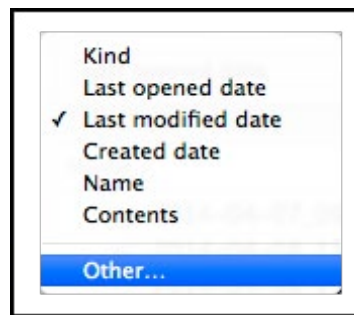 Kind
Last opened date
✓ Last modified date
Created date
Name
Contents
Other...